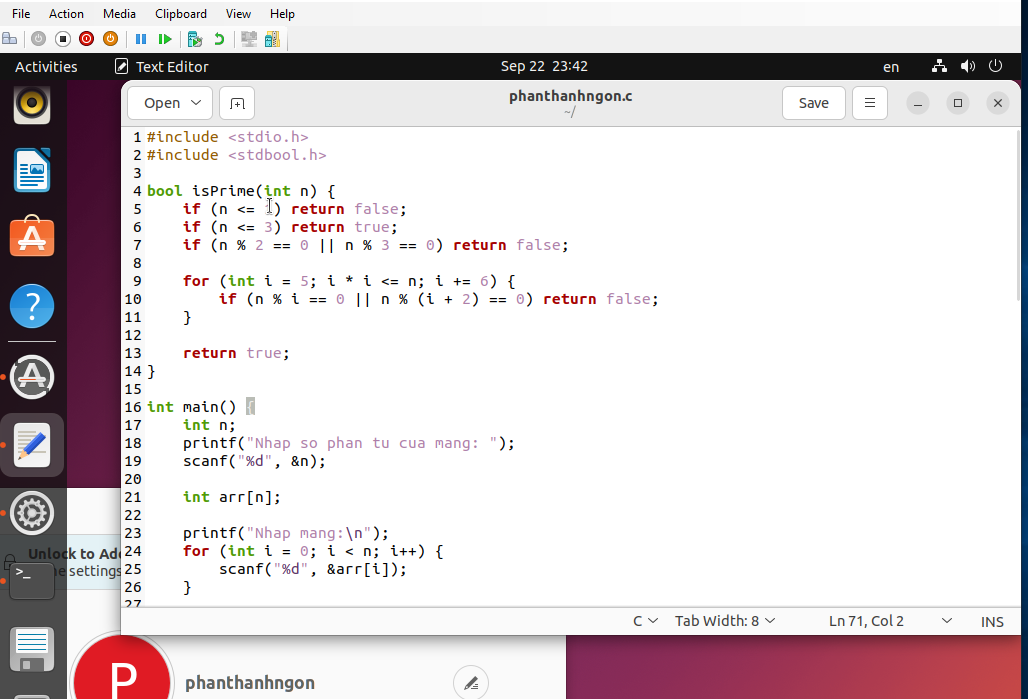 File Action Media Clipboard View Help
Activities Text Editor Sep 22 23:42 en
Open phanthanhngon.c Save
~/
1 #include <stdio.h>
2 #include <stdbool.h>
3
4 bool isPrime(int n) {
5     if (n <= 1) return false;
6     if (n <= 3) return true;
7     if (n % 2 == 0 || n % 3 == 0) return false;
8
9     for (int i = 5; i * i <= n; i += 6) {
10         if (n % i == 0 || n % (i + 2) == 0) return false;
11     }
12
13     return true;
14 }
15
16 int main() {
17     int n;
18     printf("Nhap so phan tu cua mang: ");
19     scanf("%d", &n);
20
21     int arr[n];
22
23     printf("Nhap mang:\n");
24     for (int i = 0; i < n; i++) {
25         scanf("%d", &arr[i]);
26     }
27
Unlock to Ad
e settings
C Tab Width: 8 Ln 71, Col 2 INS
P phanthanhngon